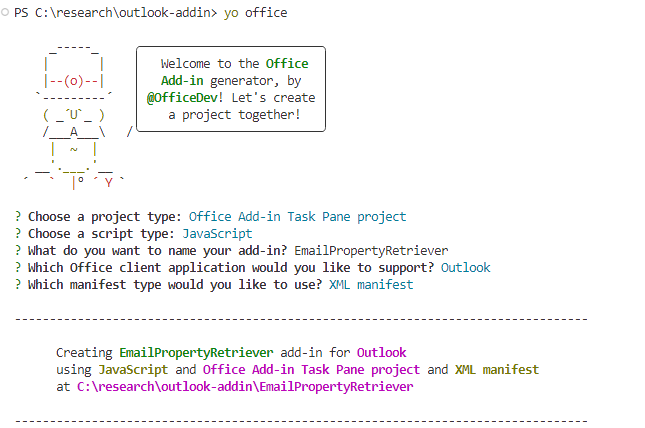 PS C:\research\outlook-addin> yo office
     _-----_
    |       |
    |--(o)--|
   `---------´
    ( _´U`_ )
    /___A___\   /
     |  ~  |
   __'.___.'__
 ´   `  |° ´ Y `
Welcome to the Office
Add-in generator, by
@OfficeDev! Let's create
a project together!
? Choose a project type: Office Add-in Task Pane project
? Choose a script type: JavaScript
? What do you want to name your add-in? EmailPropertyRetriever
? Which Office client application would you like to support? Outlook
? Which manifest type would you like to use? XML manifest
----------------------------------------------------------------------------------
Creating EmailPropertyRetriever add-in for Outlook
using JavaScript and Office Add-in Task Pane project and XML manifest
at C:\research\outlook-addin\EmailPropertyRetriever
----------------------------------------------------------------------------------